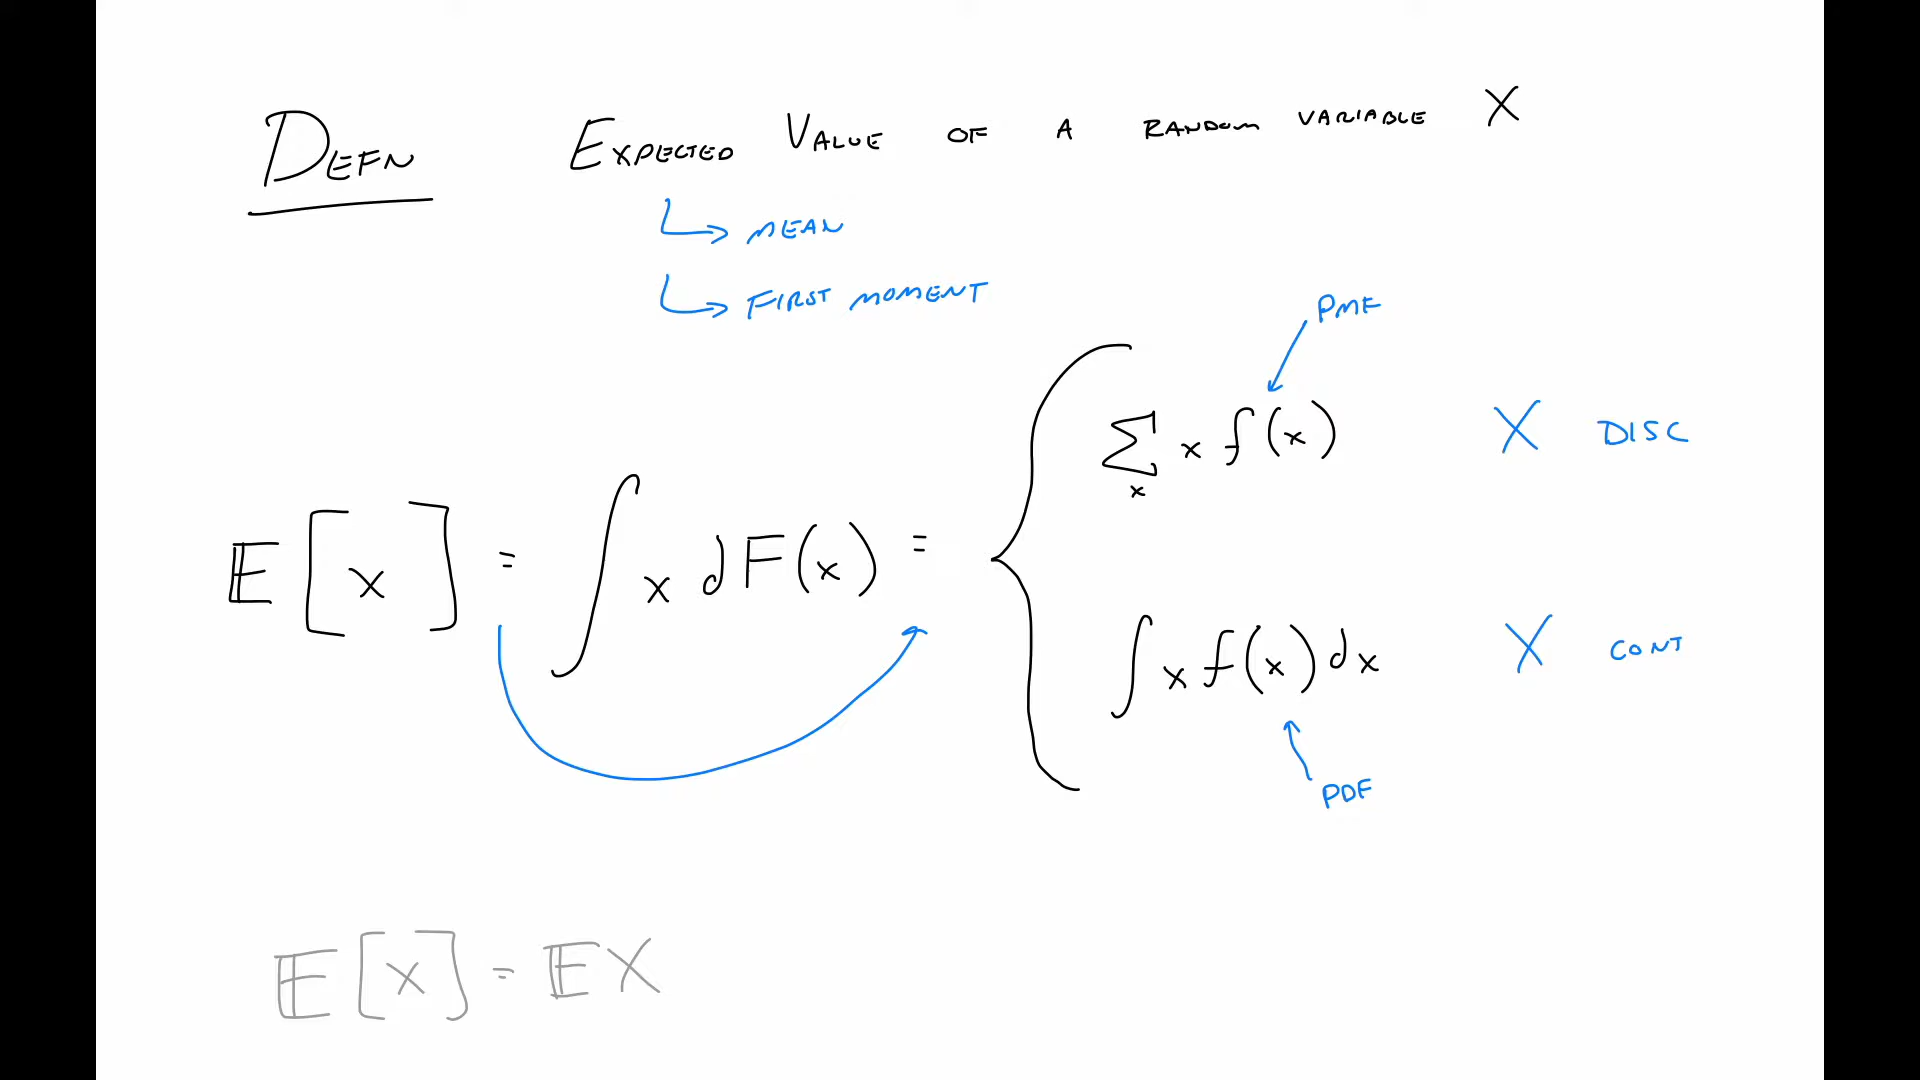 DEFN EXPECTED VALUE OF A RANDOM VARIABLE X
MEAN
FIRST MOMENT
PMF
∑ₓ x f(x) X DISC
𝔼[X] = ∫ x dF(x) =
∫ x f(x) dx X CONT
PDF
𝔼[X] = 𝔼X